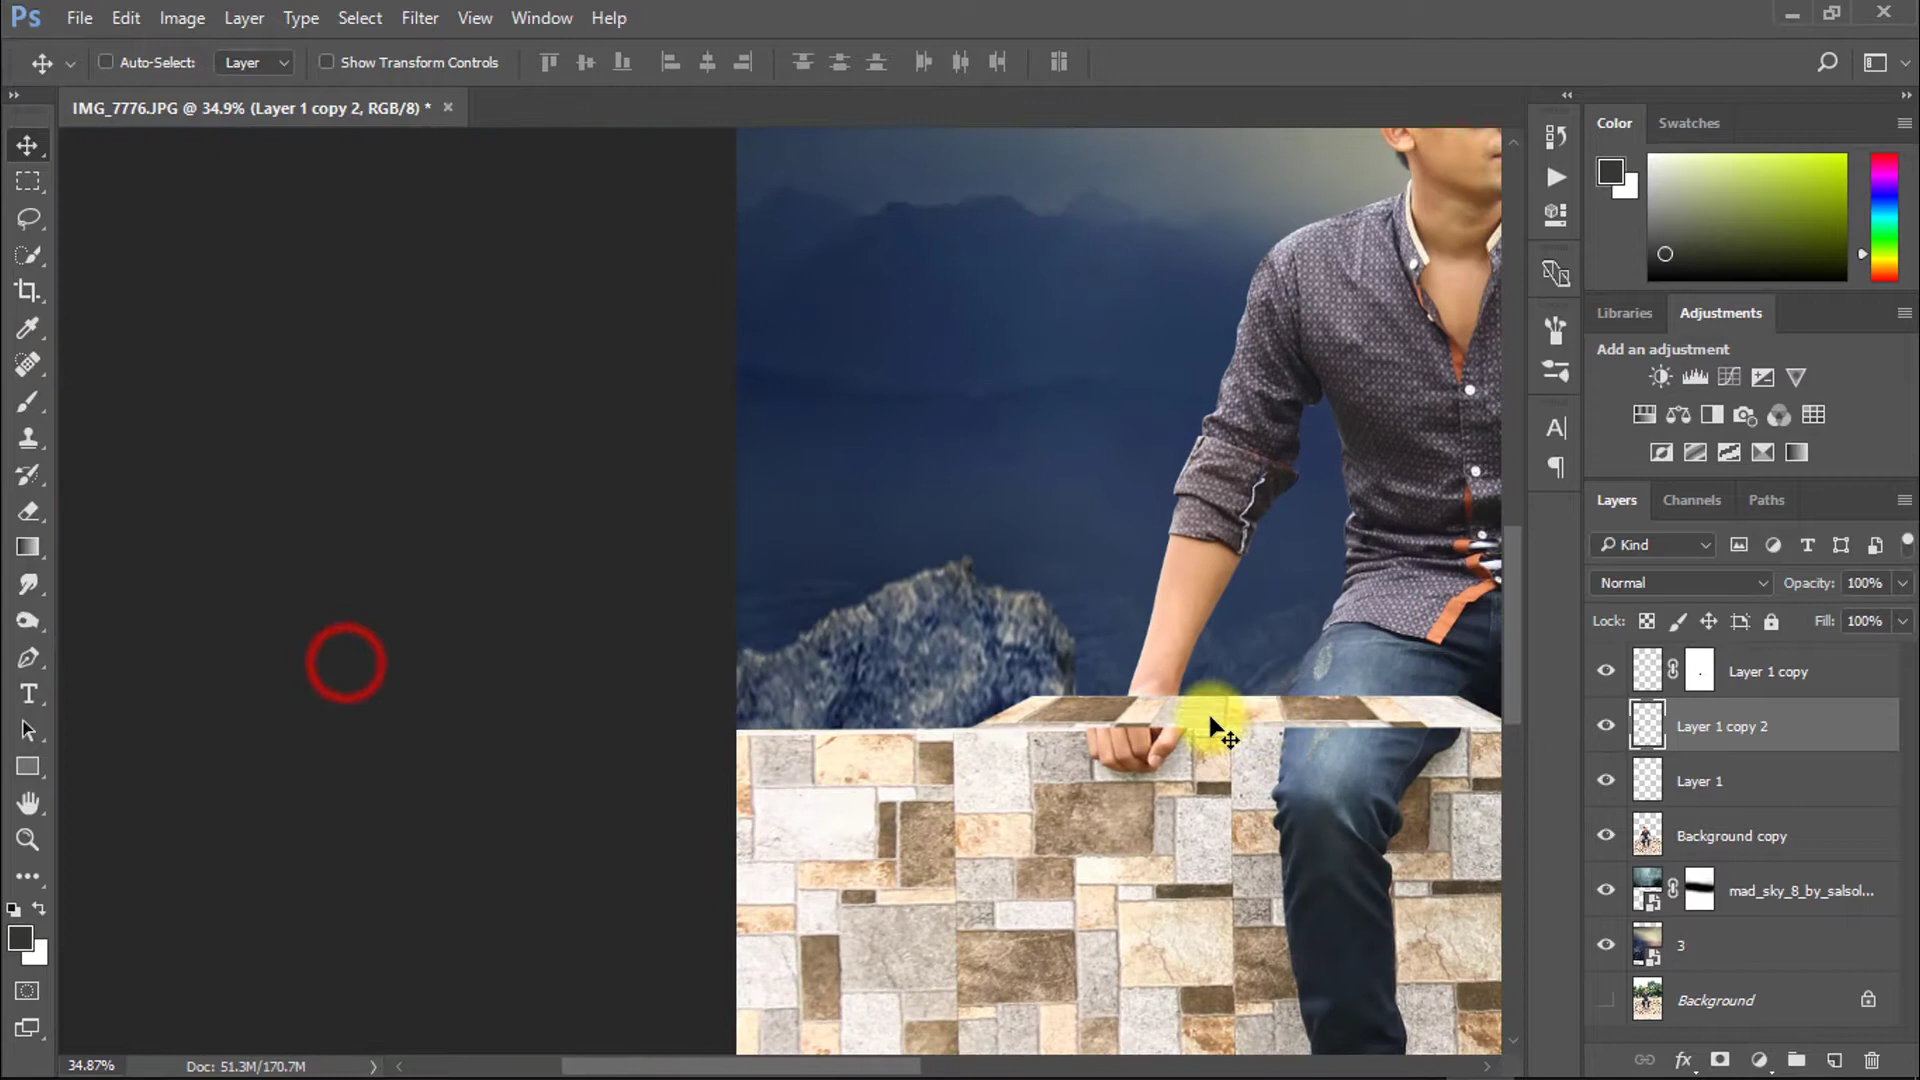 Ps File Edit Image Layer Type Select Filter View Window Help
Auto-Select: Layer Show Transform Controls
IMG_7776.JPG @ 34.9% (Layer 1 copy 2, RGB/8) * ×
Color Swatches
Libraries Adjustments
Add an adjustment
Layers Channels Paths
Kind
Normal Opacity: 100%
Lock: Fill: 100%
Layer 1 copy
Layer 1 copy 2
Layer 1
Background copy
mad_sky_8_by_salsol...
3
Background
34.87% Doc: 51.3M/170.7M